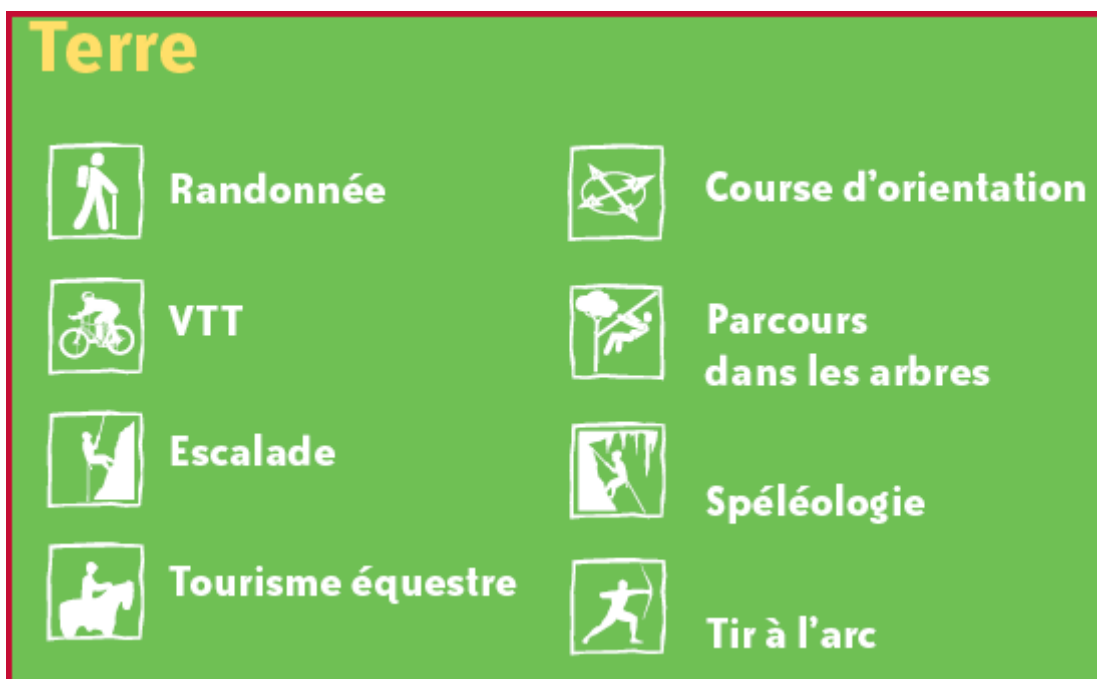 Terre
Randonnée
VTT
Escalade
Tourisme équestre
Course d’orientation
Parcours
dans les arbres
Spéléologie
Tir à l’arc